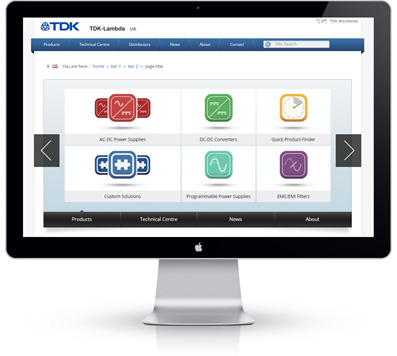 TDK TDK-Lambda UK TDK Worldwide
Products Technical Centre Distributors News About Contact Site Search
You are here : home » tier 1 » tier 2 » page title
AC-DC Power Supplies DC-DC Converters Quick Product Finder
Custom Solutions Programmable Power Supplies EMC/EMI Filters
Products Technical Centre News About